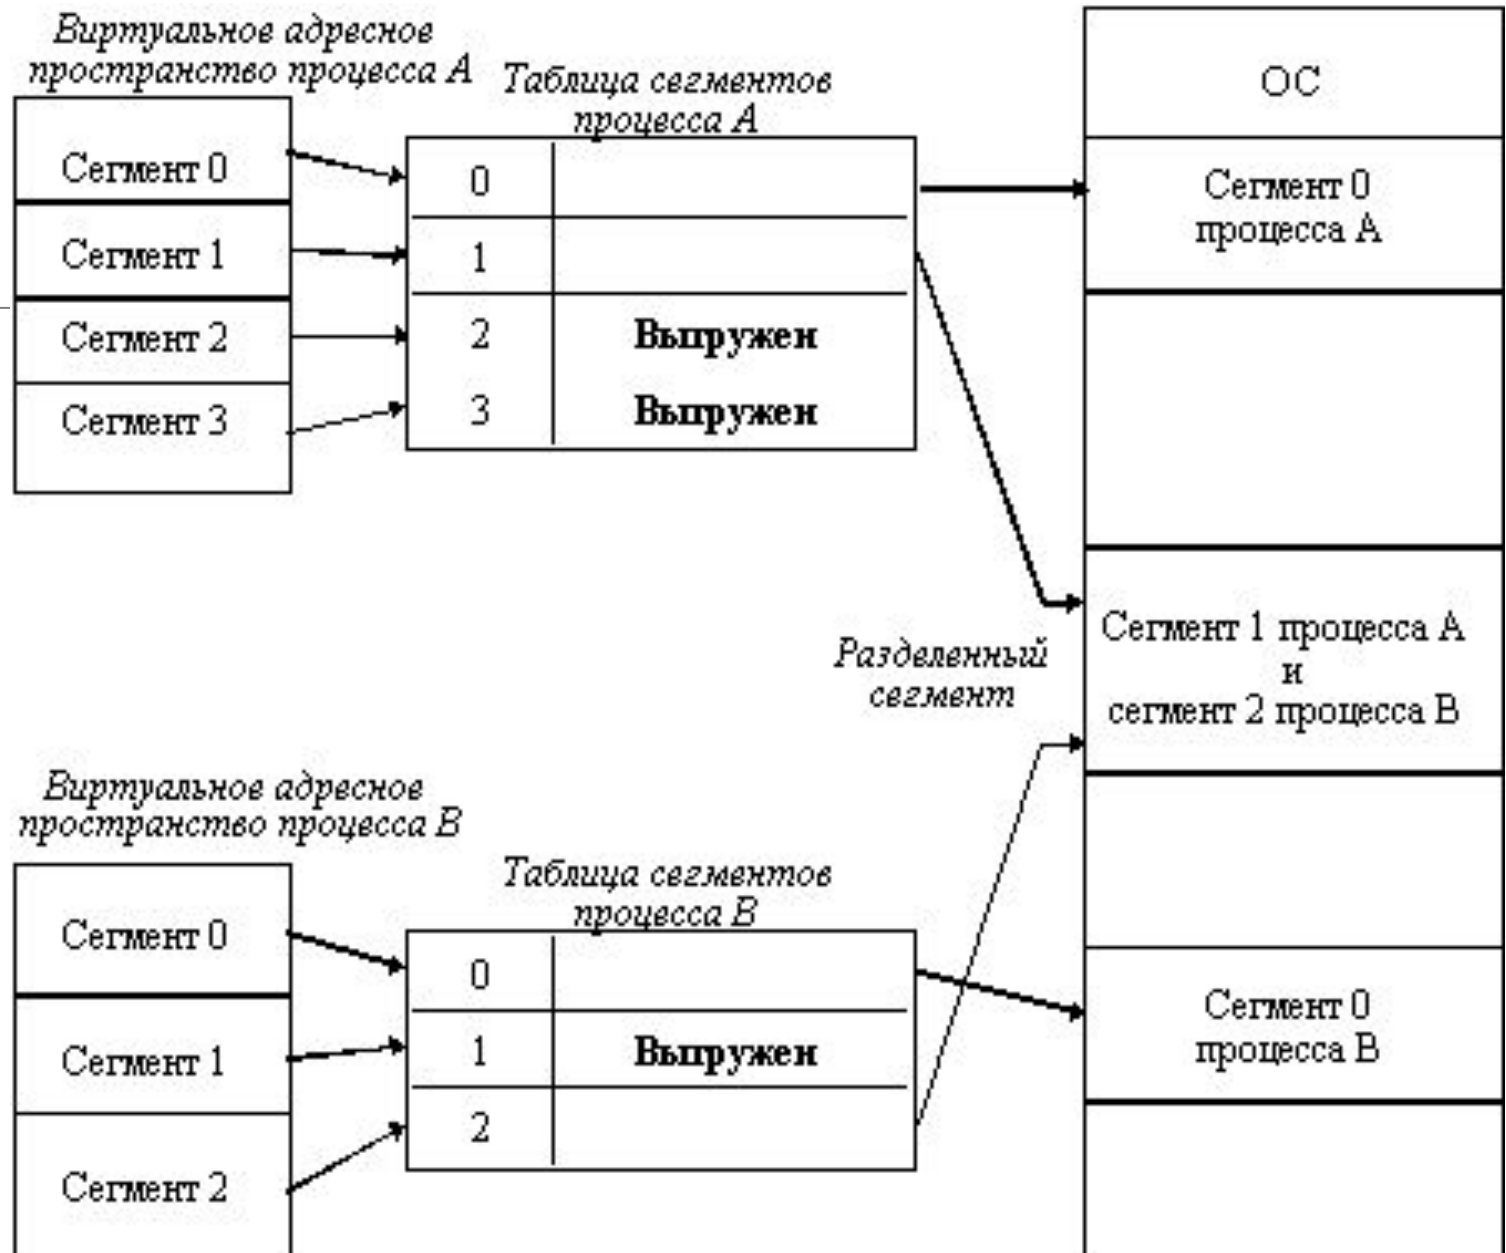 Виртуальное адресное
пространство процесса А
Сегмент 0
Сегмент 1
Сегмент 2
Сегмент 3
Таблица сегментов
процесса А
0
1
2 Выгружен
3 Выгружен
ОС
Сегмент 0
процесса А
Сегмент 1 процесса А
и
сегмент 2 процесса В
Сегмент 0
процесса В
Разделенный
сегмент
Виртуальное адресное
пространство процесса В
Сегмент 0
Сегмент 1
Сегмент 2
Таблица сегментов
процесса В
0
1 Выгружен
2